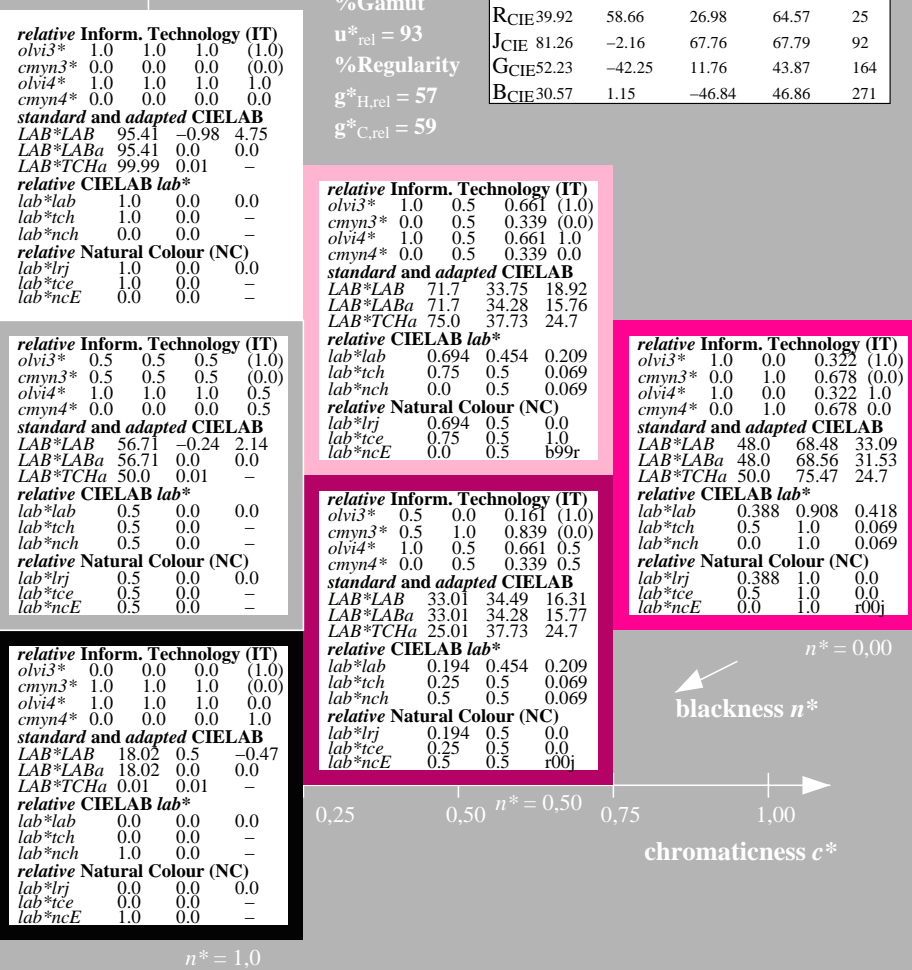 %Gamut
u*rel = 93
%Regularity
g*H,rel = 57
g*C,rel = 59
RCIE 39.92 58.66 26.98 64.57 25
JCIE 81.26 −2.16 67.76 67.79 92
GCIE 52.23 −42.25 11.76 43.87 164
BCIE 30.57 1.15 −46.84 46.86 271
relative Inform. Technology (IT)
olvi3* 1.0 1.0 1.0 (1.0)
cmyn3* 0.0 0.0 0.0 (0.0)
olvi4* 1.0 1.0 1.0 1.0
cmyn4* 0.0 0.0 0.0 0.0
standard and adapted CIELAB
LAB*LAB 95.41 −0.98 4.75
LAB*LABa 95.41 0.0 0.0
LAB*TCHa 99.99 0.01 –
relative CIELAB lab*
lab*lab 1.0 0.0 0.0
lab*tch 1.0 0.0 –
lab*nch 0.0 0.0 –
relative Natural Colour (NC)
lab*lrj 1.0 0.0 0.0
lab*tce 1.0 0.0 –
lab*ncE 0.0 0.0 –
relative Inform. Technology (IT)
olvi3* 1.0 0.5 0.661 (1.0)
cmyn3* 0.0 0.5 0.339 (0.0)
olvi4* 1.0 0.5 0.661 1.0
cmyn4* 0.0 0.5 0.339 0.0
standard and adapted CIELAB
LAB*LAB 71.7 33.75 18.92
LAB*LABa 71.7 34.28 15.76
LAB*TCHa 75.0 37.73 24.7
relative CIELAB lab*
lab*lab 0.694 0.454 0.209
lab*tch 0.75 0.5 0.069
lab*nch 0.0 0.5 0.069
relative Natural Colour (NC)
lab*lrj 0.694 0.5 0.0
lab*tce 0.75 0.5 1.0
lab*ncE 0.0 0.5 b99r
relative Inform. Technology (IT)
olvi3* 0.5 0.5 0.5 (1.0)
cmyn3* 0.5 0.5 0.5 (0.0)
olvi4* 1.0 1.0 1.0 0.5
cmyn4* 0.0 0.0 0.0 0.5
standard and adapted CIELAB
LAB*LAB 56.71 −0.24 2.14
LAB*LABa 56.71 0.0 0.0
LAB*TCHa 50.0 0.01 –
relative CIELAB lab*
lab*lab 0.5 0.0 0.0
lab*tch 0.5 0.0 –
lab*nch 0.5 0.0 –
relative Natural Colour (NC)
lab*lrj 0.5 0.0 0.0
lab*tce 0.5 0.0 –
lab*ncE 0.5 0.0 –
relative Inform. Technology (IT)
olvi3* 1.0 0.0 0.322 (1.0)
cmyn3* 0.0 1.0 0.678 (0.0)
olvi4* 1.0 0.0 0.322 1.0
cmyn4* 0.0 1.0 0.678 0.0
standard and adapted CIELAB
LAB*LAB 48.0 68.48 33.09
LAB*LABa 48.0 68.56 31.53
LAB*TCHa 50.0 75.47 24.7
relative CIELAB lab*
lab*lab 0.388 0.908 0.418
lab*tch 0.5 1.0 0.069
lab*nch 0.0 1.0 0.069
relative Natural Colour (NC)
lab*lrj 0.388 1.0 0.0
lab*tce 0.5 1.0 0.0
lab*ncE 0.0 1.0 r00j
relative Inform. Technology (IT)
olvi3* 0.5 0.0 0.161 (1.0)
cmyn3* 0.5 1.0 0.839 (0.0)
olvi4* 1.0 0.5 0.661 0.5
cmyn4* 0.0 0.5 0.339 0.5
standard and adapted CIELAB
LAB*LAB 33.01 34.49 16.31
LAB*LABa 33.01 34.28 15.77
LAB*TCHa 25.01 37.73 24.7
relative CIELAB lab*
lab*lab 0.194 0.454 0.209
lab*tch 0.25 0.5 0.069
lab*nch 0.5 0.5 0.069
relative Natural Colour (NC)
lab*lrj 0.194 0.5 0.0
lab*tce 0.25 0.5 0.0
lab*ncE 0.5 0.5 r00j
relative Inform. Technology (IT)
olvi3* 0.0 0.0 0.0 (1.0)
cmyn3* 1.0 1.0 1.0 (0.0)
olvi4* 1.0 1.0 1.0 0.0
cmyn4* 0.0 0.0 0.0 1.0
standard and adapted CIELAB
LAB*LAB 18.02 0.5 −0.47
LAB*LABa 18.02 0.0 0.0
LAB*TCHa 0.01 0.01 –
relative CIELAB lab*
lab*lab 0.0 0.0 0.0
lab*tch 0.0 0.0 –
lab*nch 1.0 0.0 –
relative Natural Colour (NC)
lab*lrj 0.0 0.0 0.0
lab*tce 0.0 0.0 –
lab*ncE 1.0 0.0 –
n* = 0,00
blackness n*
n* = 0,50
0,25 0,50 0,75 1,00
chromaticness c*
n* = 1,0